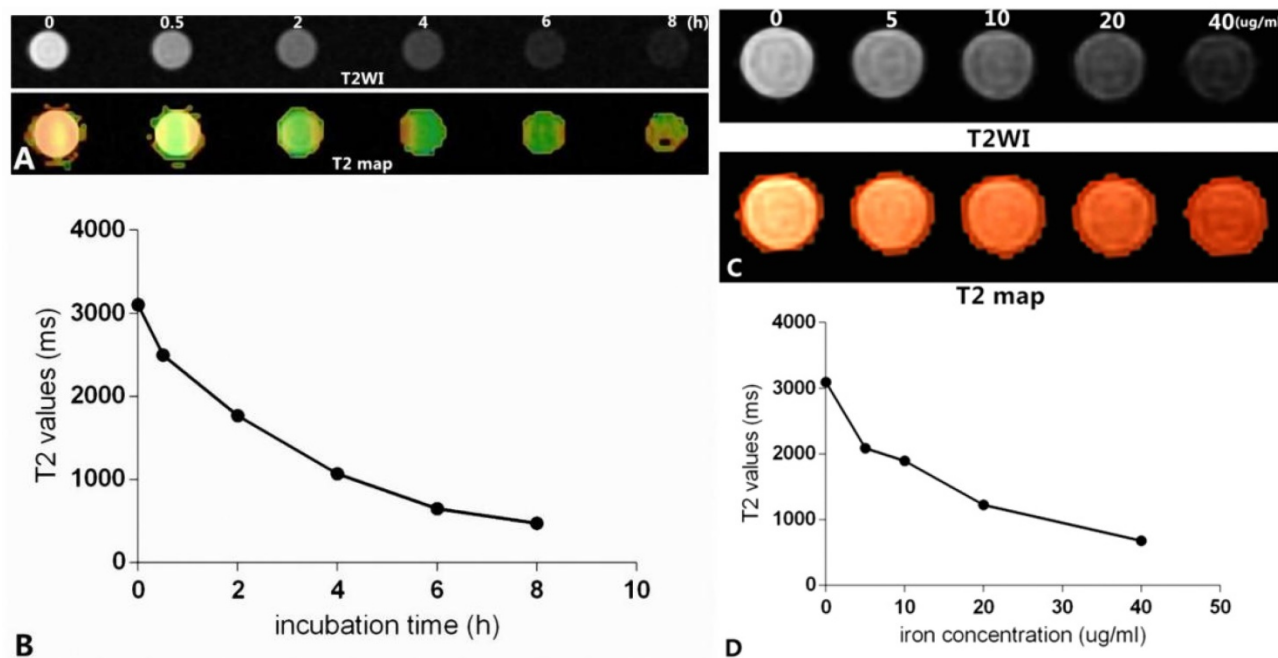 0 0.5 2 4 6 8 (h)
T2WI
A
T2 map
4000
3000
2000
1000
0
T2 values (ms)
0 2 4 6 8 10
incubation time (h)
B
0 5 10 20 40(ug/ml
T2WI
C
T2 map
4000
3000
2000
1000
0
T2 values (ms)
0 10 20 30 40 50
iron concentration (ug/ml)
D